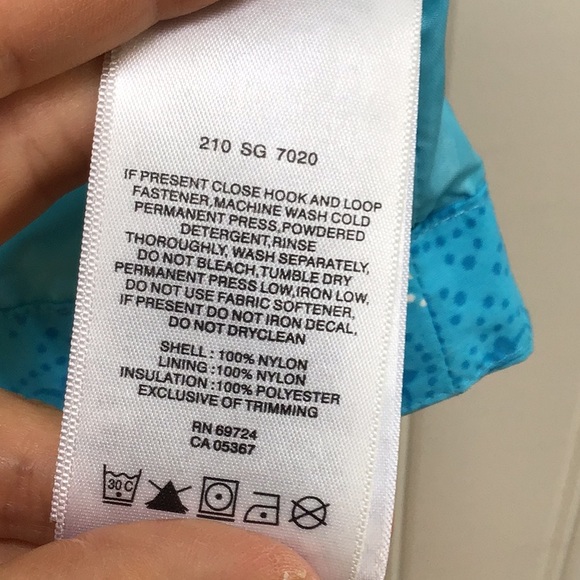 210 SG 7020
IF PRESENT CLOSE HOOK AND LOOP
FASTENER,MACHINE WASH COLD
PERMANENT PRESS,POWDERED
DETERGENT,RINSE
THOROUGHLY, WASH SEPARATELY,
DO NOT BLEACH,TUMBLE DRY
PERMANENT PRESS LOW,IRON LOW,
DO NOT USE FABRIC SOFTENER,
IF PRESENT DO NOT IRON DECAL,
DO NOT DRYCLEAN
SHELL : 100% NYLON
LINING :100% NYLON
INSULATION :100% POLYESTER
EXCLUSIVE OF TRIMMING
RN 69724
CA 05367
30 C